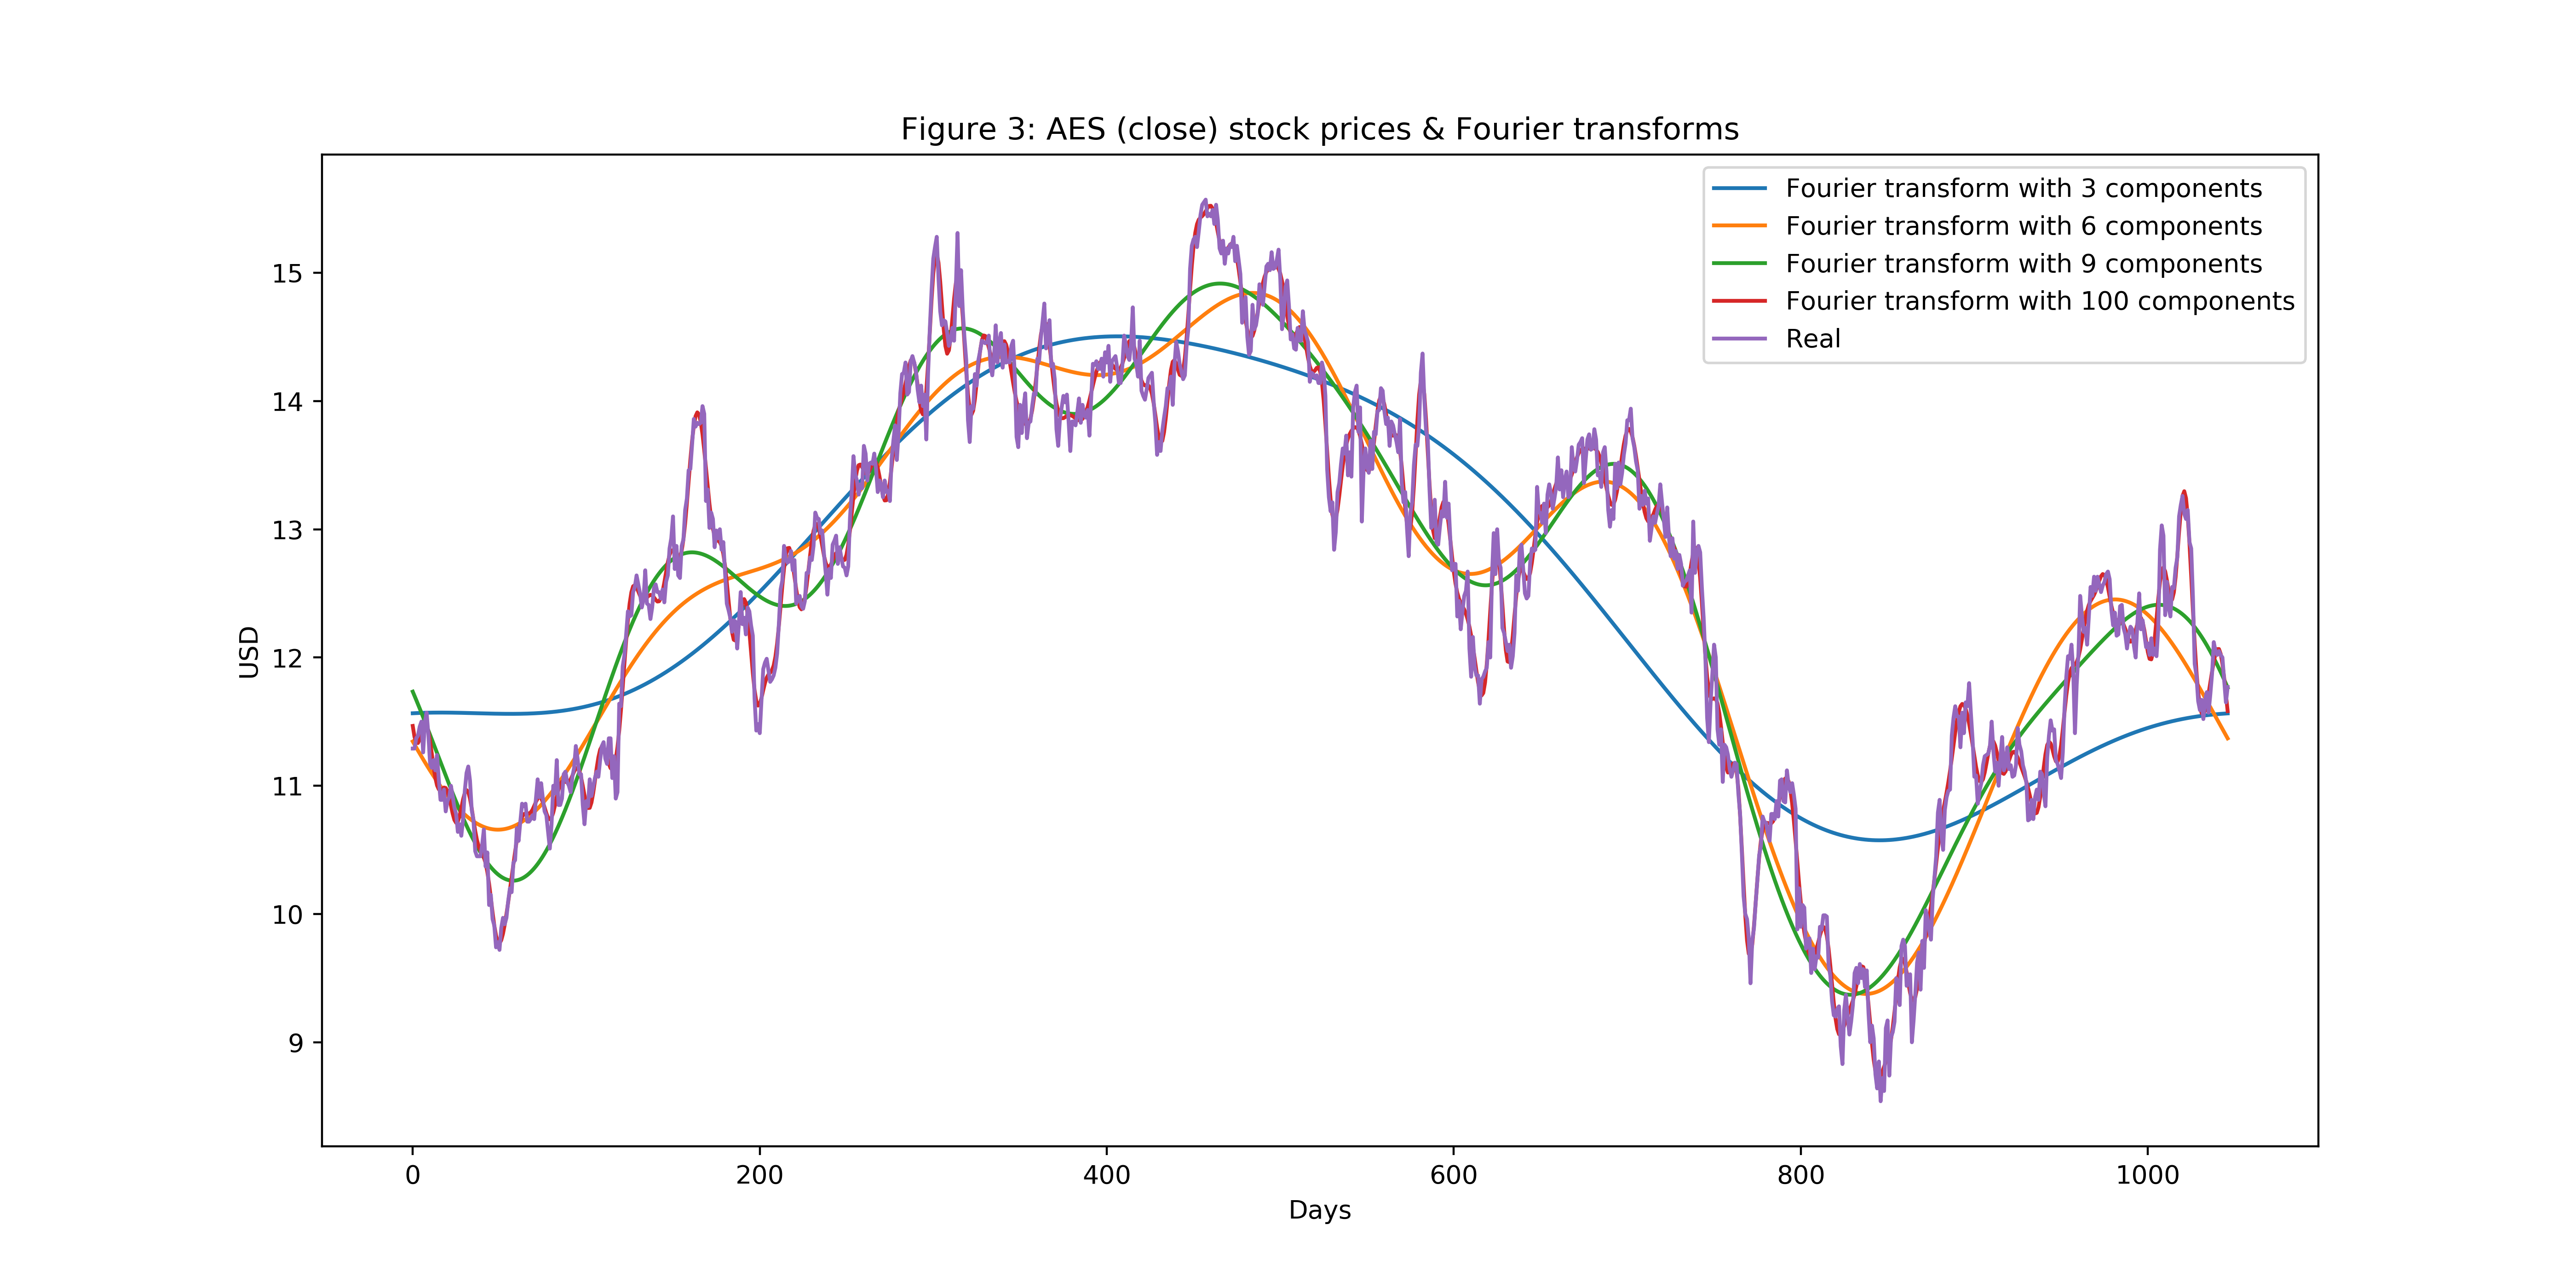 Figure 3: AES (close) stock prices & Fourier transforms
Fourier transform with 3 components
Fourier transform with 6 components
Fourier transform with 9 components
Fourier transform with 100 components
Real
15
14
13
12
11
10
9
USD
0 200 400 600 800 1000
Days